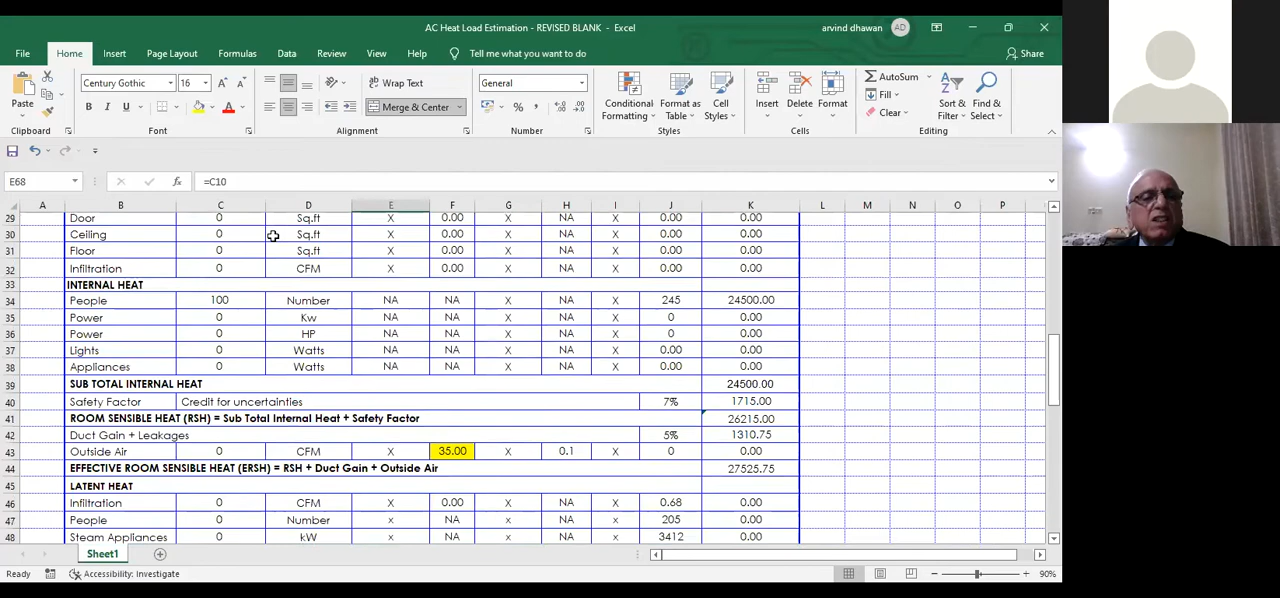 AC Heat Load Estimation - REVISED BLANK - Excel
arvind dhawan AD
File Home Insert Page Layout Formulas Data Review View Help Tell me what you want to do Share
Century Gothic 16 Wrap Text General AutoSum
Paste B I U Merge & Center % Conditional Formatting Format as Table Cell Styles Insert Delete Format Fill Clear Sort & Filter Find & Select
Clipboard Font Alignment Number Styles Cells Editing
E68 fx =C10
A B C D E F G H I J K L M N O P
29 Door 0 Sq.ft X 0.00 X NA X 0.00 0.00
30 Ceiling 0 Sq.ft X 0.00 X NA X 0.00 0.00
31 Floor 0 Sq.ft X 0.00 X NA X 0.00 0.00
32 Infiltration 0 CFM X 0.00 X NA X 0.00 0.00
33 INTERNAL HEAT
34 People 100 Number NA NA X NA X 245 24500.00
35 Power 0 Kw NA NA X NA X 0 0.00
36 Power 0 HP NA NA X NA X 0 0.00
37 Lights 0 Watts NA NA X NA X 0.00 0.00
38 Appliances 0 Watts NA NA X NA X 0.00 0.00
39 SUB TOTAL INTERNAL HEAT 24500.00
40 Safety Factor Credit for uncertainties 7% 1715.00
41 ROOM SENSIBLE HEAT (RSH) = Sub Total Internal Heat + Safety Factor 26215.00
42 Duct Gain + Leakages 5% 1310.75
43 Outside Air 0 CFM X 35.00 X 0.1 X 0 0.00
44 EFFECTIVE ROOM SENSIBLE HEAT (ERSH) = RSH + Duct Gain + Outside Air 27525.75
45 LATENT HEAT
46 Infiltration 0 CFM X 0.00 X NA X 0.68 0.00
47 People 0 Number x NA x NA x 205 0.00
48 Steam Appliances 0 kW x NA x NA x 3412 0.00
Sheet1
Ready Accessibility: Investigate 90%